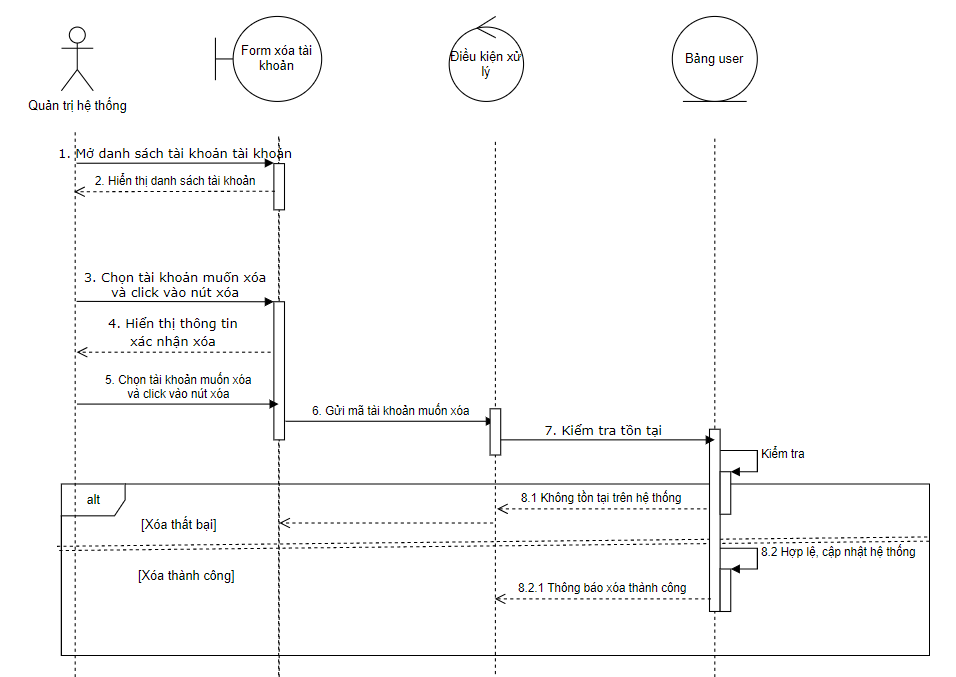 Quản trị hệ thống
Form xóa tài
khoản
Điều kiện xử
lý
Bảng user
1. Mở danh sách tài khoản tài khoản
2. Hiển thị danh sách tài khoản
3. Chọn tài khoản muốn xóa
và click vào nút xóa
4. Hiển thị thông tin
xác nhận xóa
5. Chọn tài khoản muốn xóa
và click vào nút xóa
6. Gửi mã tài khoản muốn xóa
7. Kiểm tra tồn tại
Kiểm tra
alt
8.1 Không tồn tại trên hệ thống
[Xóa thất bại]
8.2 Hợp lệ, cập nhật hệ thống
[Xóa thành công]
8.2.1 Thông báo xóa thành công